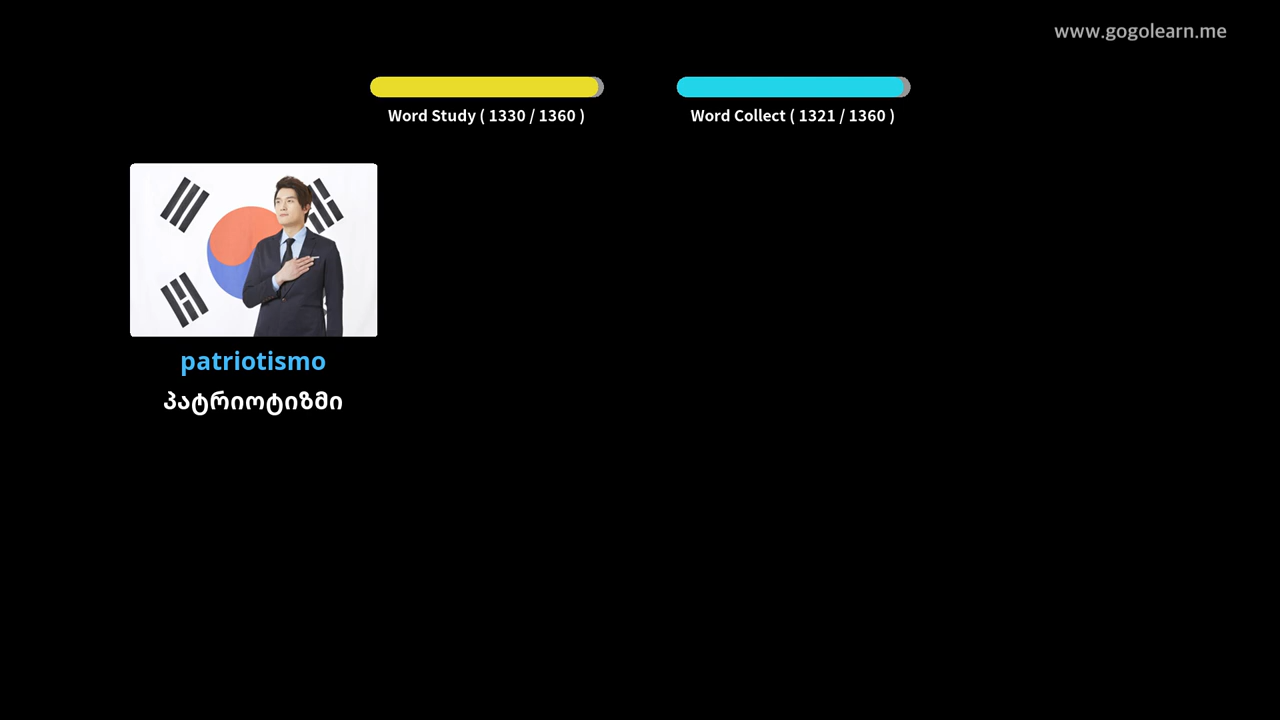 www.gogolearn.me
Word Study ( 1330 / 1360 )
Word Collect ( 1321 / 1360 )
patriotismo
პატრიოტიზმი